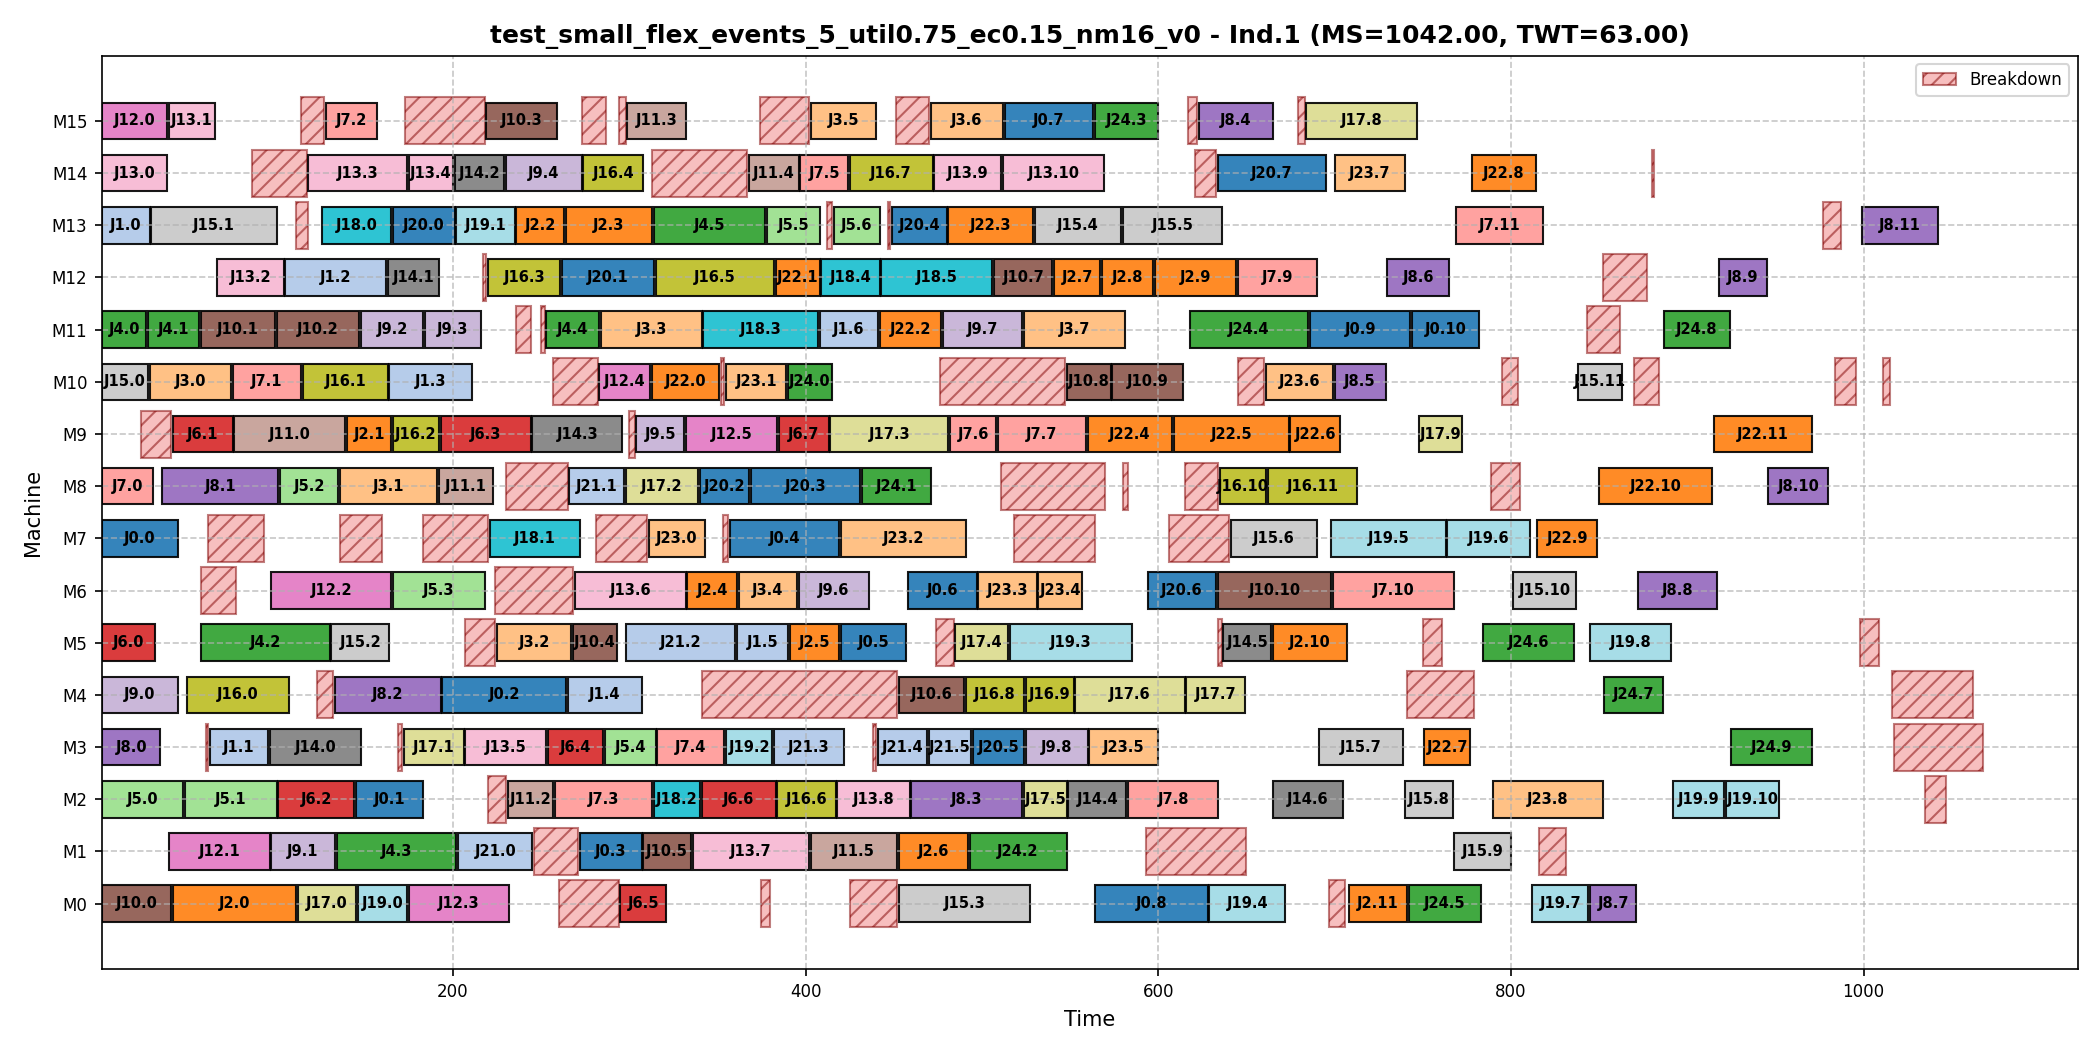 test_small_flex_events_5_util0.75_ec0.15_nm16_v0 - Ind.1 (MS=1042.00, TWT=63.00)
Breakdown
M15 J12.0 J13.1 J7.2 J10.3 J11.3 J3.5 J3.6 J0.7 J24.3 J8.4 J17.8
M14 J13.0 J13.3 J13.4 J14.2 J9.4 J16.4 J11.4 J7.5 J16.7 J13.9 J13.10 J20.7 J23.7 J22.8
M13 J1.0 J15.1 J18.0 J20.0 J19.1 J2.2 J2.3 J4.5 J5.5 J5.6 J20.4 J22.3 J15.4 J15.5 J7.11 J8.11
M12 J13.2 J1.2 J14.1 J16.3 J20.1 J16.5 J22.1 J18.4 J18.5 J10.7 J2.7 J2.8 J2.9 J7.9 J8.6 J8.9
M11 J4.0 J4.1 J10.1 J10.2 J9.2 J9.3 J4.4 J3.3 J18.3 J1.6 J22.2 J9.7 J3.7 J24.4 J0.9 J0.10 J24.8
M10 J15.0 J3.0 J7.1 J16.1 J1.3 J12.4 J22.0 J23.1 J24.0 J10.8 J10.9 J23.6 J8.5 J15.11
M9 J6.1 J11.0 J2.1 J16.2 J6.3 J14.3 J9.5 J12.5 J6.7 J17.3 J7.6 J7.7 J22.4 J22.5 J22.6 J17.9 J22.11
M8 J7.0 J8.1 J5.2 J3.1 J11.1 J21.1 J17.2 J20.2 J20.3 J24.1 J16.10 J16.11 J22.10 J8.10
M7 J0.0 J18.1 J23.0 J0.4 J23.2 J15.6 J19.5 J19.6 J22.9
M6 J12.2 J5.3 J13.6 J2.4 J3.4 J9.6 J0.6 J23.3 J23.4 J20.6 J10.10 J7.10 J15.10 J8.8
M5 J6.0 J4.2 J15.2 J3.2 J10.4 J21.2 J1.5 J2.5 J0.5 J17.4 J19.3 J14.5 J2.10 J24.6 J19.8
M4 J9.0 J16.0 J8.2 J0.2 J1.4 J10.6 J16.8 J16.9 J17.6 J17.7 J24.7
M3 J8.0 J1.1 J14.0 J17.1 J13.5 J6.4 J5.4 J7.4 J19.2 J21.3 J21.4 J21.5 J20.5 J9.8 J23.5 J15.7 J22.7 J24.9
M2 J5.0 J5.1 J6.2 J0.1 J11.2 J7.3 J18.2 J6.6 J16.6 J13.8 J8.3 J17.5 J14.4 J7.8 J14.6 J15.8 J23.8 J19.9 J19.10
M1 J12.1 J9.1 J4.3 J21.0 J0.3 J10.5 J13.7 J11.5 J2.6 J24.2 J15.9
M0 J10.0 J2.0 J17.0 J19.0 J12.3 J6.5 J15.3 J0.8 J19.4 J2.11 J24.5 J19.7 J8.7
Machine
200 400 600 800 1000
Time